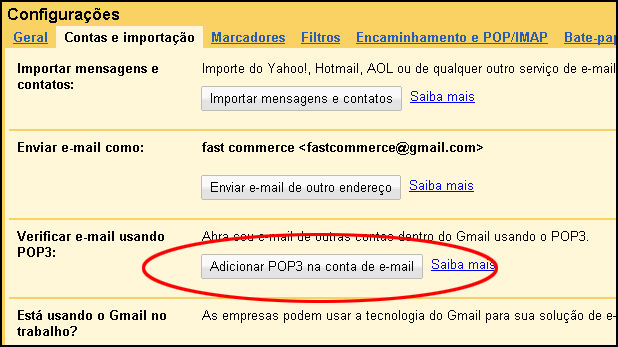 Configurações
Geral Contas e importação Marcadores Filtros Encaminhamento e POP/IMAP Bate-pap
Importar mensagens e contatos:
Importe do Yahoo!, Hotmail, AOL ou de qualquer outro serviço de e-mail
Importar mensagens e contatos Saiba mais
Enviar e-mail como:
fast commerce <fastcommerce@gmail.com>
Enviar e-mail de outro endereço Saiba mais
Verificar e-mail usando POP3:
Abra seu e-mail de outras contas dentro do Gmail usando o POP3.
Adicionar POP3 na conta de e-mail Saiba mais
Está usando o Gmail no trabalho?
As empresas podem usar a tecnologia do Gmail para sua solução de e-